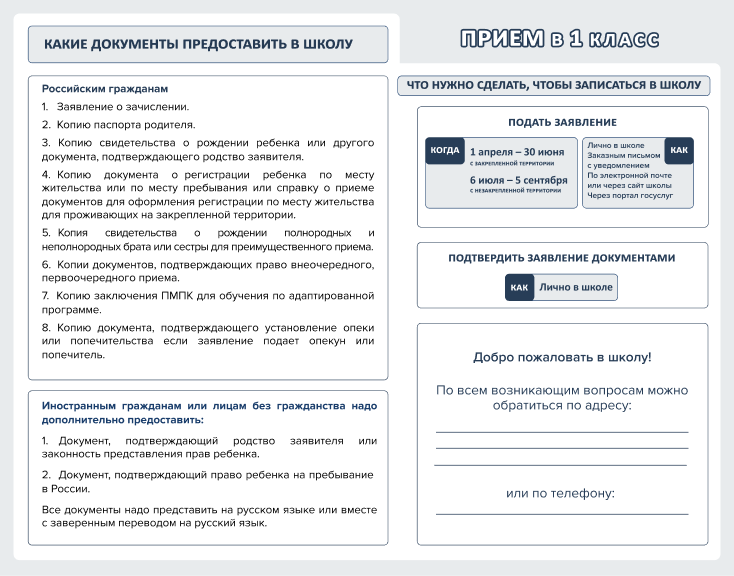 КАКИЕ ДОКУМЕНТЫ ПРЕДОСТАВИТЬ В ШКОЛУ
Российским гражданам
1. Заявление о зачислении.
2. Копию паспорта родителя.
3. Копию свидетельства о рождении ребенка или другого
документа, подтверждающего родство заявителя.
4. Копию документа о регистрации ребенка по месту
жительства или по месту пребывания или справку о приеме
документов для оформления регистрации по месту жительства
для проживающих на закрепленной территории.
5. Копия свидетельства о рождении полнородных и
неполнородных брата или сестры для преимущественного приема.
6. Копии документов, подтверждающих право внеочередного,
первоочередного приема.
7. Копию заключения ПМПК для обучения по адаптированной
программе.
8. Копию документа, подтверждающего установление опеки
или попечительства если заявление подает опекун или
попечитель.
Иностранным гражданам или лицам без гражданства надо
дополнительно предоставить:
1. Документ, подтверждающий родство заявителя или
законность представления прав ребенка.
2. Документ, подтверждающий право ребенка на пребывание
в России.
Все документы надо представить на русском языке или вместе
с заверенным переводом на русский язык.
ПРИЕМ В 1 КЛАСС
ЧТО НУЖНО СДЕЛАТЬ, ЧТОБЫ ЗАПИСАТЬСЯ В ШКОЛУ
ПОДАТЬ ЗАЯВЛЕНИЕ
КОГДА
1 апреля – 30 июня
С ЗАКРЕПЛЕННОЙ ТЕРРИТОРИИ
6 июля – 5 сентября
С НЕЗАКРЕПЛЕННОЙ ТЕРРИТОРИИ
КАК
Лично в школе
Заказным письмом
с уведомлением
По электронной почте
или через сайт школы
Через портал госуслуг
ПОДТВЕРДИТЬ ЗАЯВЛЕНИЕ ДОКУМЕНТАМИ
КАК Лично в школе
Добро пожаловать в школу!
По всем возникающим вопросам можно
обратиться по адресу:
или по телефону: